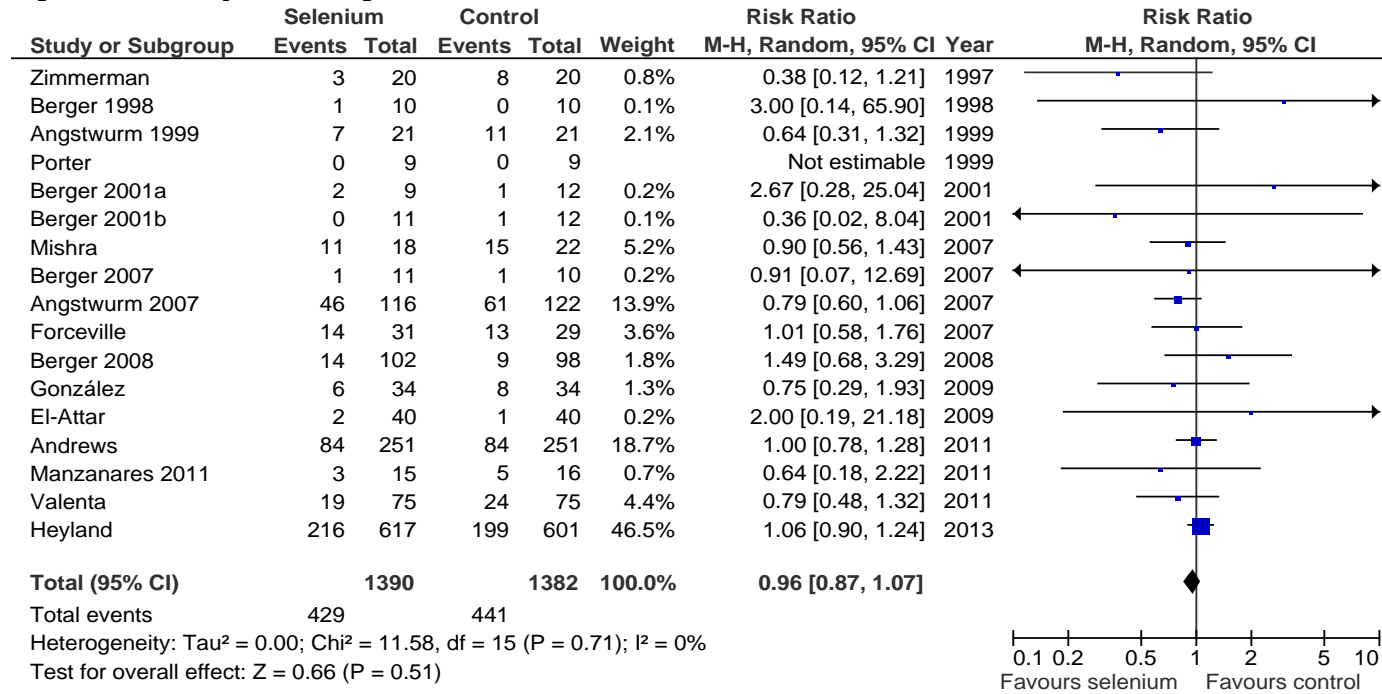 Selenium Control Risk Ratio Risk Ratio
Study or Subgroup Events Total Events Total Weight M-H, Random, 95% CI Year M-H, Random, 95% CI
Zimmerman 3 20 8 20 0.8% 0.38 [0.12, 1.21] 1997
Berger 1998 1 10 0 10 0.1% 3.00 [0.14, 65.90] 1998
Angstwurm 1999 7 21 11 21 2.1% 0.64 [0.31, 1.32] 1999
Porter 0 9 0 9 Not estimable 1999
Berger 2001a 2 9 1 12 0.2% 2.67 [0.28, 25.04] 2001
Berger 2001b 0 11 1 12 0.1% 0.36 [0.02, 8.04] 2001
Mishra 11 18 15 22 5.2% 0.90 [0.56, 1.43] 2007
Berger 2007 1 11 1 10 0.2% 0.91 [0.07, 12.69] 2007
Angstwurm 2007 46 116 61 122 13.9% 0.79 [0.60, 1.06] 2007
Forceville 14 31 13 29 3.6% 1.01 [0.58, 1.76] 2007
Berger 2008 14 102 9 98 1.8% 1.49 [0.68, 3.29] 2008
González 6 34 8 34 1.3% 0.75 [0.29, 1.93] 2009
El-Attar 2 40 1 40 0.2% 2.00 [0.19, 21.18] 2009
Andrews 84 251 84 251 18.7% 1.00 [0.78, 1.28] 2011
Manzanares 2011 3 15 5 16 0.7% 0.64 [0.18, 2.22] 2011
Valenta 19 75 24 75 4.4% 0.79 [0.48, 1.32] 2011
Heyland 216 617 199 601 46.5% 1.06 [0.90, 1.24] 2013
Total (95% CI) 1390 1382 100.0% 0.96 [0.87, 1.07]
Total events 429 441
Heterogeneity: Tau² = 0.00; Chi² = 11.58, df = 15 (P = 0.71); I² = 0%
Test for overall effect: Z = 0.66 (P = 0.51)
0.1 0.2 0.5 1 2 5 10
Favours selenium Favours control